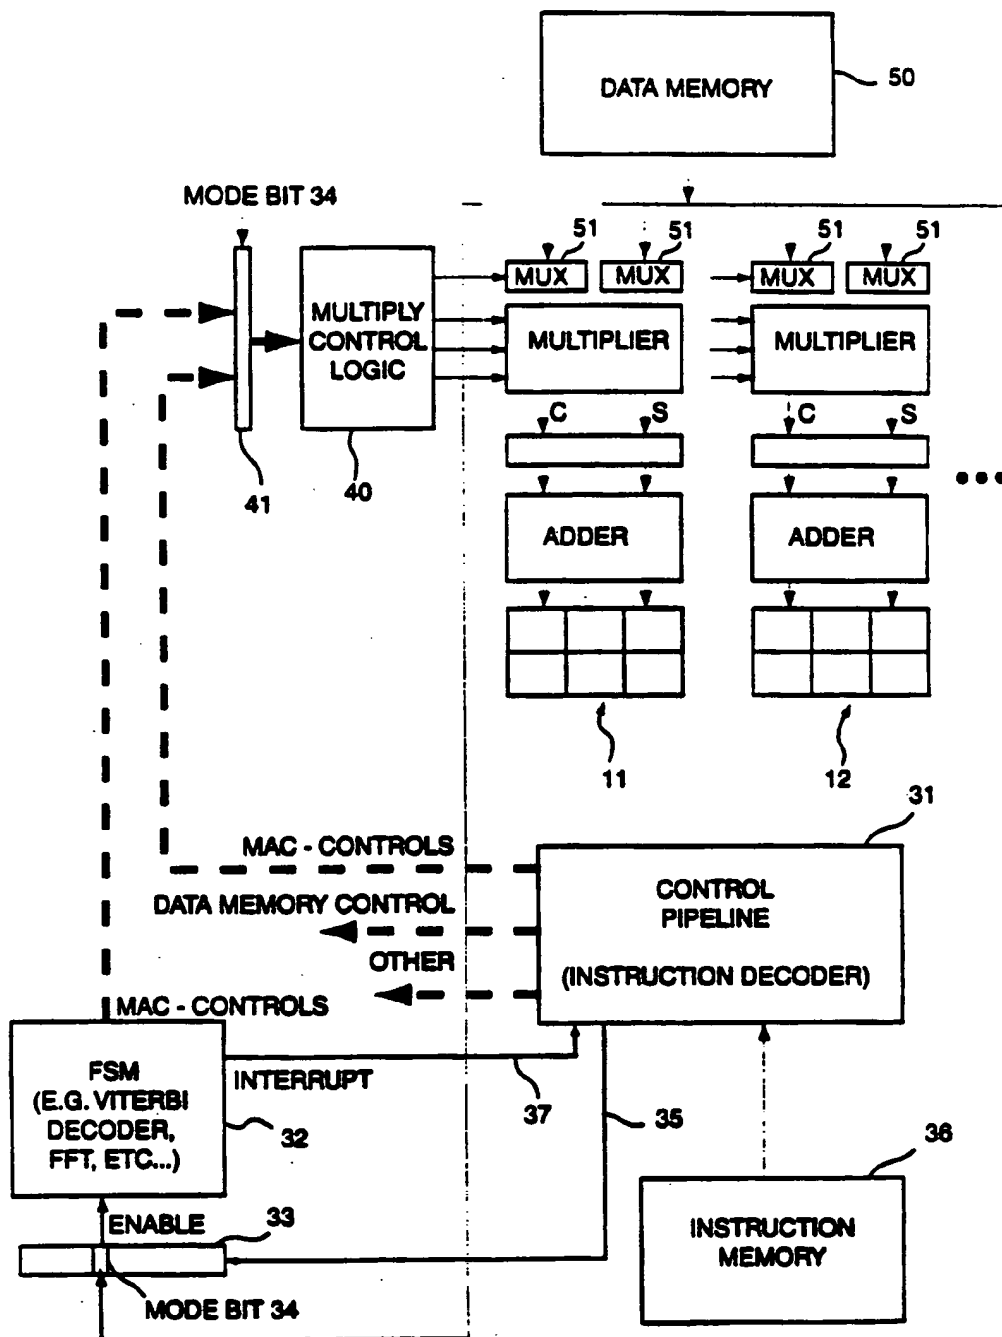 DATA MEMORY
50
MODE BIT 34
51
51
51
51
MUX
MUX
MUX
MUX
MULTIPLY
CONTROL
LOGIC
MULTIPLIER
MULTIPLIER
C
S
C
S
41
40
ADDER
ADDER
11
12
31
MAC - CONTROLS
DATA MEMORY CONTROL
OTHER
CONTROL
PIPELINE
(INSTRUCTION DECODER)
MAC - CONTROLS
FSM
(E.G. VITERBI
DECODER,
FFT, ETC...)
INTERRUPT
32
37
35
36
ENABLE
33
INSTRUCTION
MEMORY
MODE BIT 34